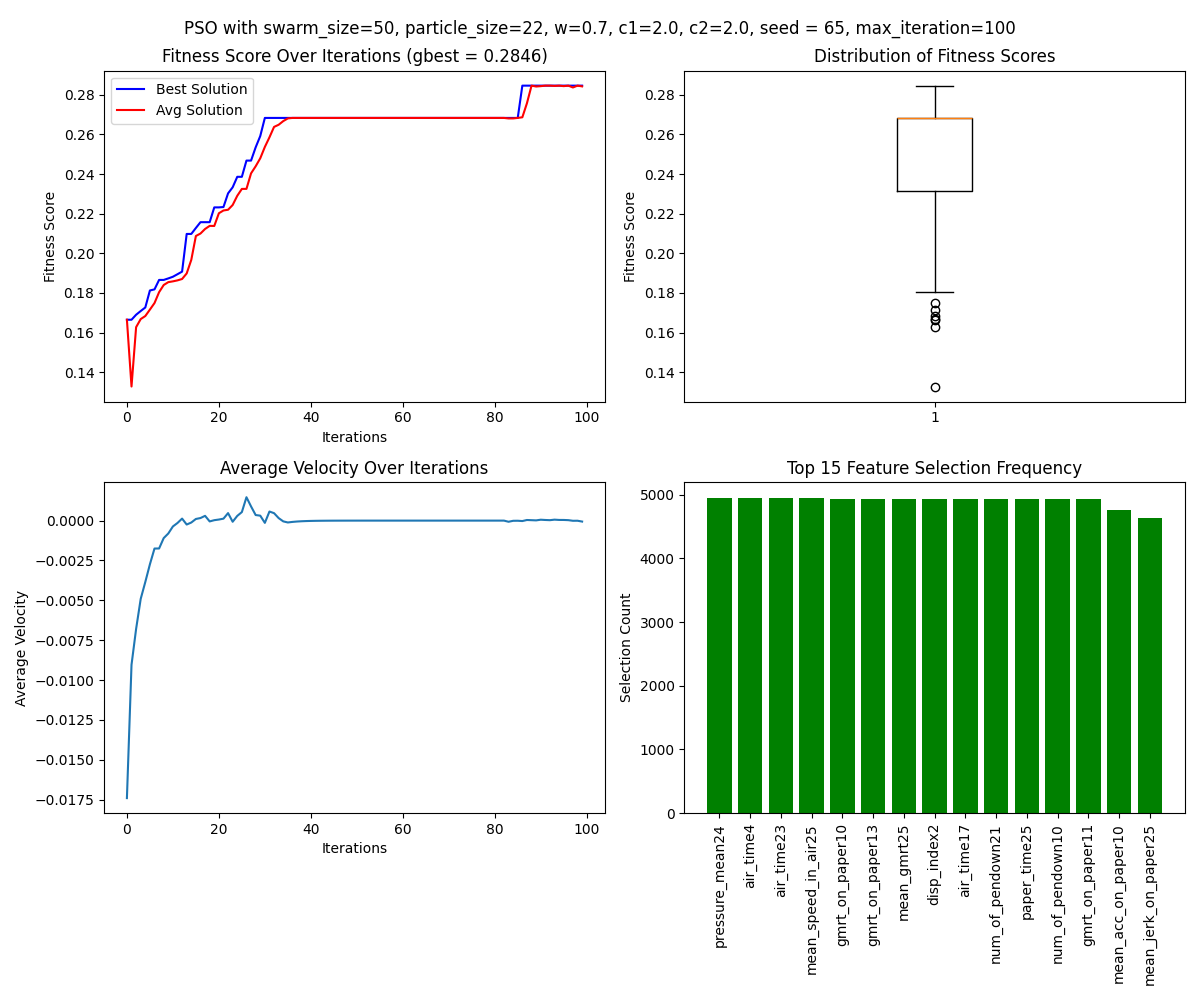 PSO with swarm_size=50, particle_size=22, w=0.7, c1=2.0, c2=2.0, seed = 65, max_iteration=100
Fitness Score Over Iterations (gbest = 0.2846)
Best Solution
Avg Solution
Fitness Score
0.28
0.26
0.24
0.22
0.20
0.18
0.16
0.14
0 20 40 60 80 100
Iterations
Distribution of Fitness Scores
Fitness Score
0.28
0.26
0.24
0.22
0.20
0.18
0.16
0.14
1
Average Velocity Over Iterations
Average Velocity
0.0000
−0.0025
−0.0050
−0.0075
−0.0100
−0.0125
−0.0150
−0.0175
0 20 40 60 80 100
Iterations
Top 15 Feature Selection Frequency
Selection Count
5000
4000
3000
2000
1000
0
pressure_mean24
air_time4
air_time23
mean_speed_in_air25
gmrt_on_paper10
gmrt_on_paper13
mean_gmrt25
disp_index2
air_time17
num_of_pendown21
paper_time25
num_of_pendown10
gmrt_on_paper11
mean_acc_on_paper10
mean_jerk_on_paper25